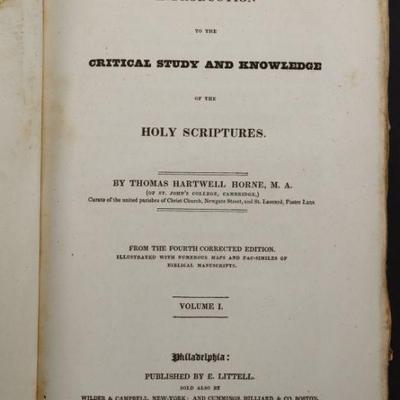 INTRODUCTION
TO THE
CRITICAL STUDY AND KNOWLEDGE
OF THE
HOLY SCRIPTURES.
BY THOMAS HARTWELL HORNE, M. A.
(OF ST. JOHN'S COLLEGE, CAMBRIDGE,)
Curate of the united parishes of Christ Church, Newgate Street, and St. Leonard, Foster Lane.
FROM THE FOURTH CORRECTED EDITION.
ILLUSTRATED WITH NUMEROUS MAPS AND FAC-SIMILES OF
BIBLICAL MANUSCRIPTS.
VOLUME I.
Philadelphia:
PUBLISHED BY E. LITTELL.
SOLD ALSO BY
WILDER & CAMPBELL, NEW-YORK; AND CUMMINGS, HILLIARD, & CO. BOSTON.